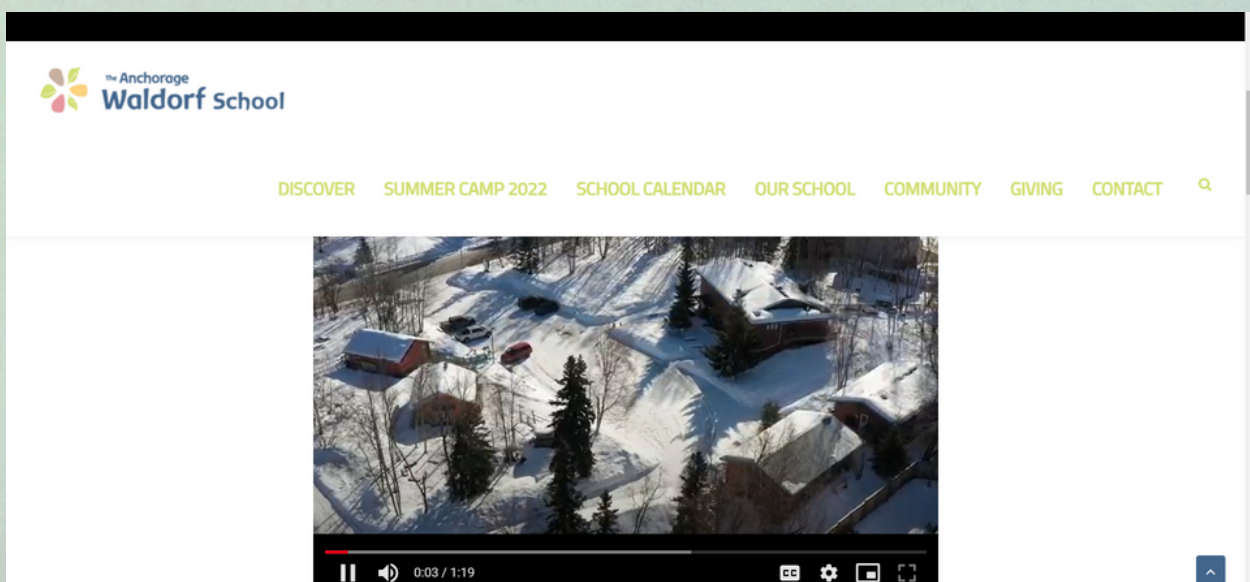 The Anchorage
Waldorf School
DISCOVER SUMMER CAMP 2022 SCHOOL CALENDAR OUR SCHOOL COMMUNITY GIVING CONTACT
0:03 / 1:19 CC